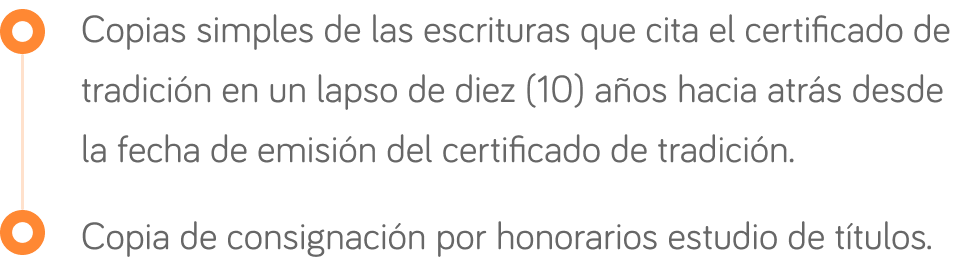 Copias simples de las escrituras que cita el certificado de
tradición en un lapso de diez (10) años hacia atrás desde
la fecha de emisión del certificado de tradición.
Copia de consignación por honorarios estudio de títulos.